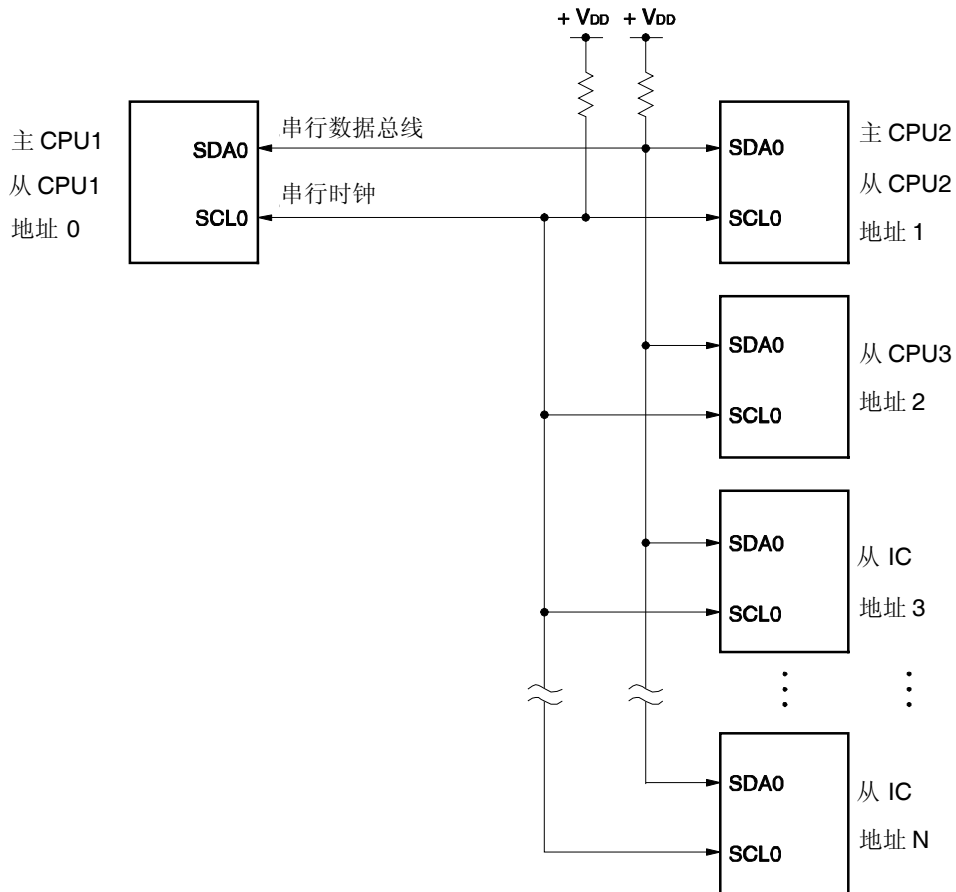 + VDD + VDD
主 CPU1
从 CPU1
地址 0
SDA0
SCL0
串行数据总线
串行时钟
SDA0
SCL0
主 CPU2
从 CPU2
地址 1
SDA0
SCL0
从 CPU3
地址 2
SDA0
SCL0
从 IC
地址 3
SDA0
SCL0
从 IC
地址 N